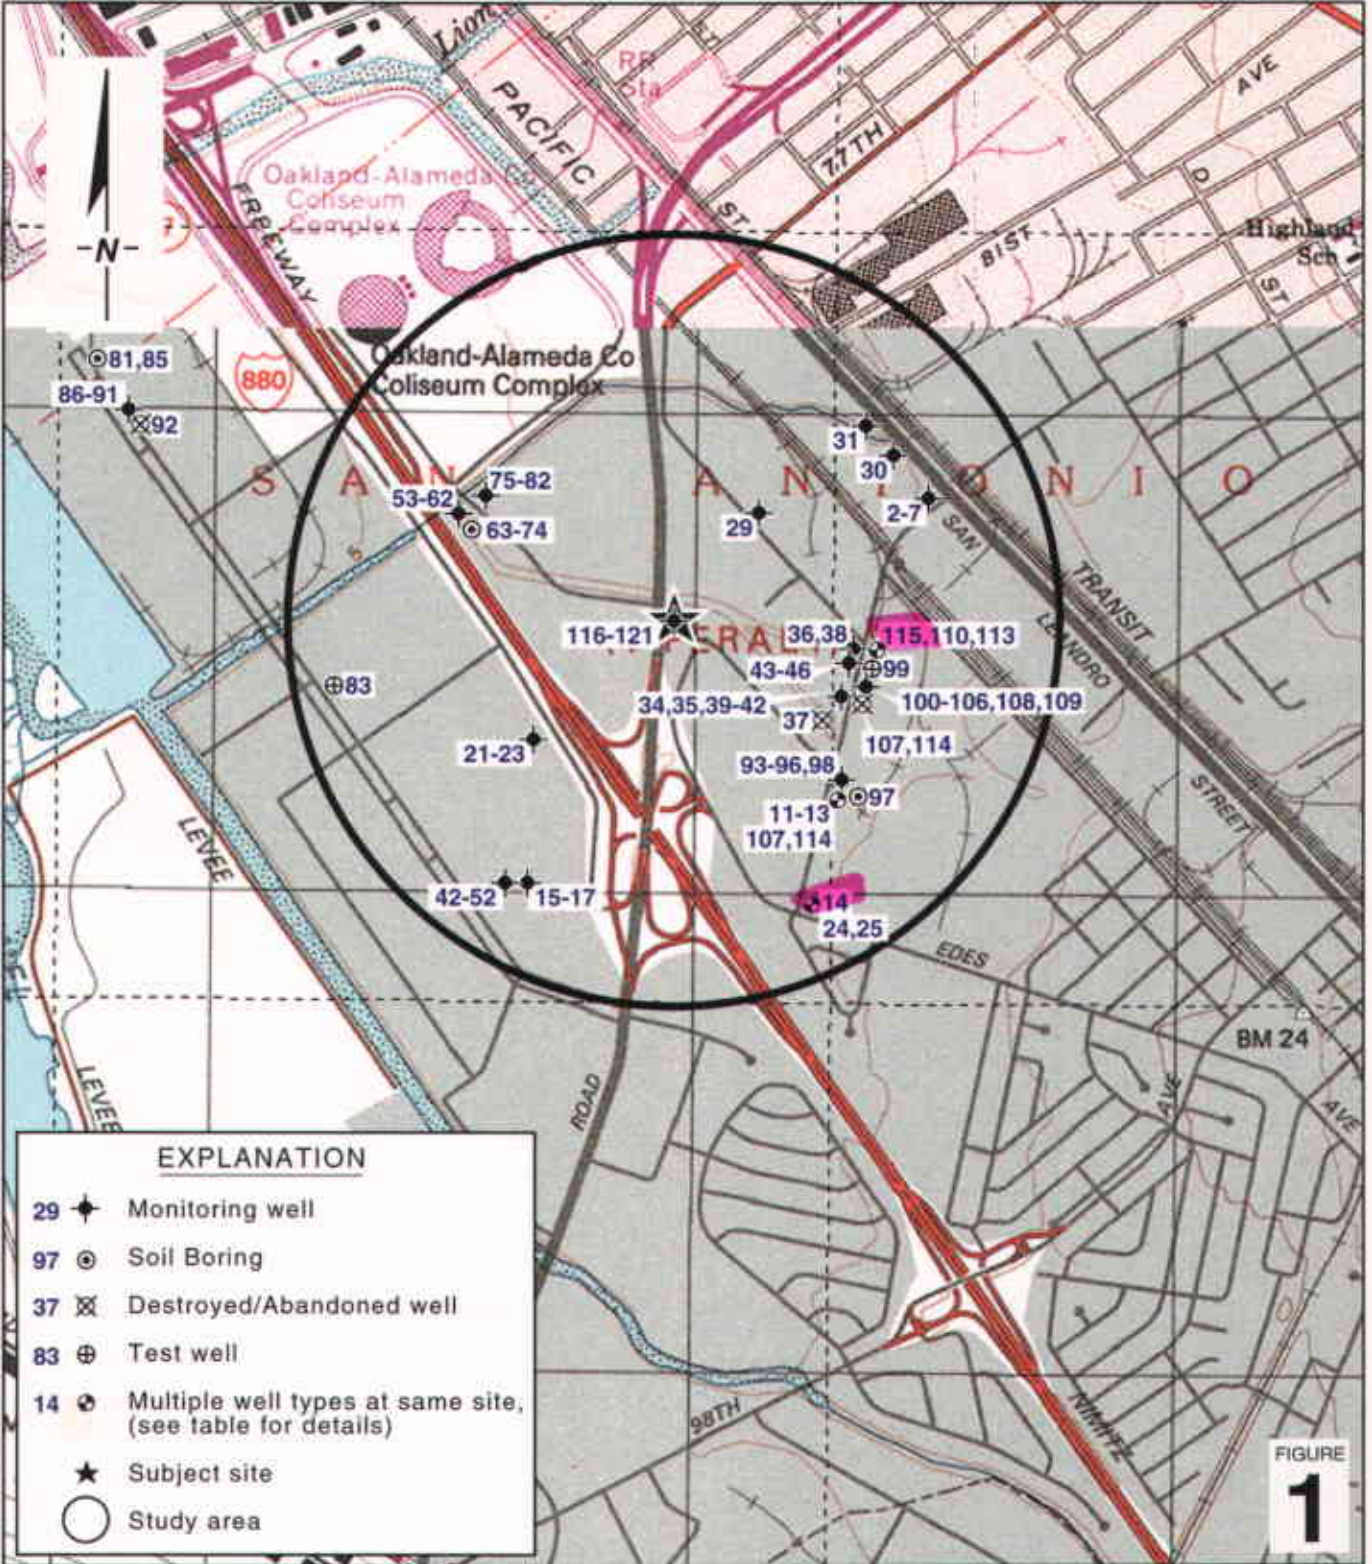 Lion
PACIFIC
RR
Sta
ST
77TH
AVE
D
Oakland-Alameda Co
Coliseum
Complex
FREEWAY
-N-
ST
81ST
Highland
Sch
ST
81,85
86-91
92
880
Oakland-Alameda Co
Coliseum Complex
SAN ANTONIO
31
30
2-7
29
75-82
53-62
63-74
SAN
LEANDRO
STREET
TRANSIT
116-121
36,38
115,110,113
43-46
99
34,35,39-42
100-106,108,109
37
107,114
83
21-23
93-96,98
97
11-13
107,114
42-52
15-17
14
24,25
LEVEE
LEVEE
EDES
BM 24
AVE
AVE
ROAD
98TH
NIMITZ
EXPLANATION
29 Monitoring well
97 Soil Boring
37 Destroyed/Abandoned well
83 Test well
14 Multiple well types at same site,
(see table for details)
Subject site
Study area
FIGURE
1